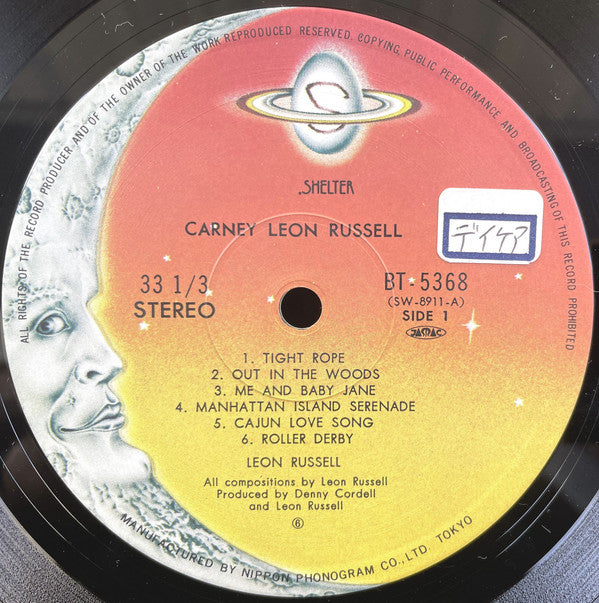 ALL RIGHTS OF THE RECORD PRODUCER AND OF THE OWNER OF THE WORK REPRODUCED RESERVED. COPYING, PUBLIC PERFORMANCE AND BROADCASTING OF THIS RECORD PROHIBITED
S
SHELTER
CARNEY LEON RUSSELL
デイケア
33 1/3
STEREO
BT-5368
(SW-8911-A)
SIDE 1
JASRAC
1. TIGHT ROPE
2. OUT IN THE WOODS
3. ME AND BABY JANE
4. MANHATTAN ISLAND SERENADE
5. CAJUN LOVE SONG
6. ROLLER DERBY
LEON RUSSELL
All compositions by Leon Russell
Produced by Denny Cordell
and Leon Russell
⑥
MANUFACTURED BY NIPPON PHONOGRAM CO., LTD. TOKYO